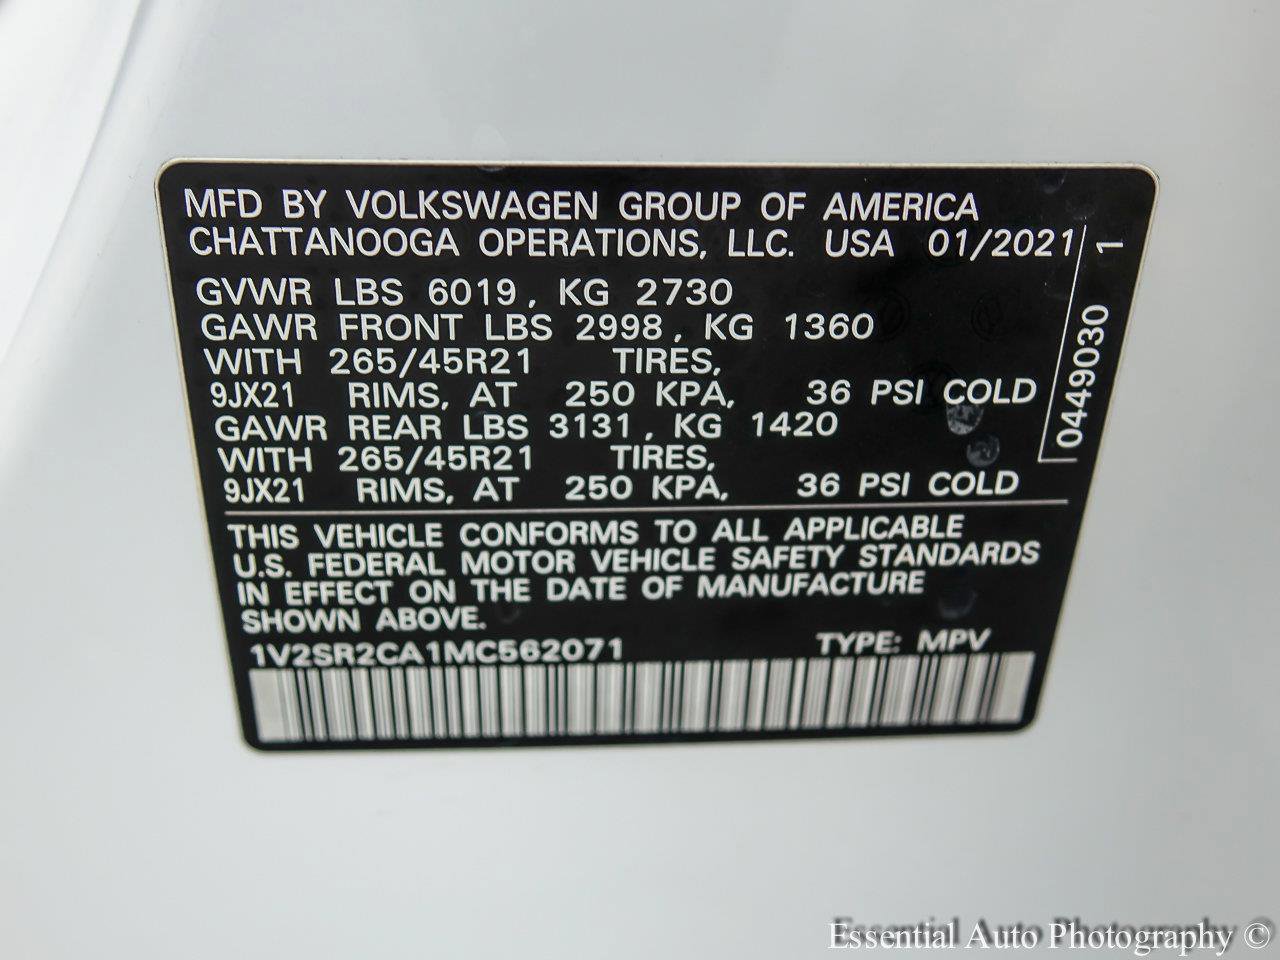 MFD BY VOLKSWAGEN GROUP OF AMERICA
CHATTANOOGA OPERATIONS, LLC. USA 01/2021
GVWR LBS 6019, KG 2730
GAWR FRONT LBS 2998, KG 1360
WITH 265/45R21 TIRES,
9JX21 RIMS, AT 250 KPA, 36 PSI COLD
GAWR REAR LBS 3131, KG 1420
WITH 265/45R21 TIRES,
9JX21 RIMS, AT 250 KPA, 36 PSI COLD
0449030 1
THIS VEHICLE CONFORMS TO ALL APPLICABLE
U.S. FEDERAL MOTOR VEHICLE SAFETY STANDARDS
IN EFFECT ON THE DATE OF MANUFACTURE
SHOWN ABOVE.
1V2SR2CA1MC562071 TYPE: MPV
Essential Auto Photography ©